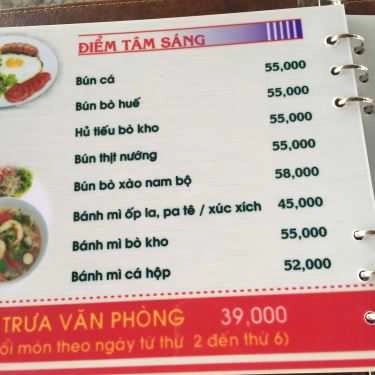 ĐIỂM TÂM SÁNG
Bún cá 55,000
Bún bò huế 55,000
Hủ tiếu bò kho 55,000
Bún thịt nướng 55,000
Bún bò xào nam bộ 58,000
Bánh mì ốp la, pa tê / xúc xích 45,000
Bánh mì bò kho 55,000
Bánh mì cá hộp 52,000
TRƯA VĂN PHÒNG 39,000
món theo ngày từ thứ 2 đến thứ 6)